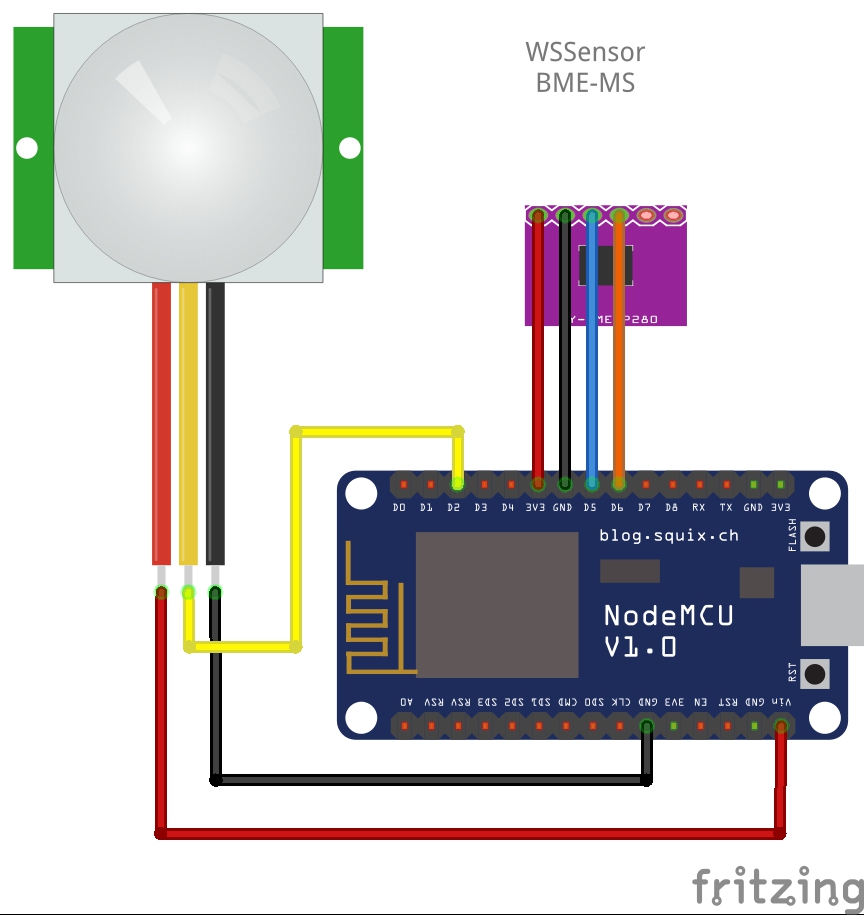 WSSensor
BME-MS
D0 D1 D2 D3 D4 3V3 GND D5 D6 D7 D8 RX TX GND 3V3
FLASH
blog.squix.ch
NodeMCU
V1.0
RST
A0 RSV RSV SD3 SD2 SD1 CMD SD0 CLK GND 3V3 EN RST GND Vin
fritzing